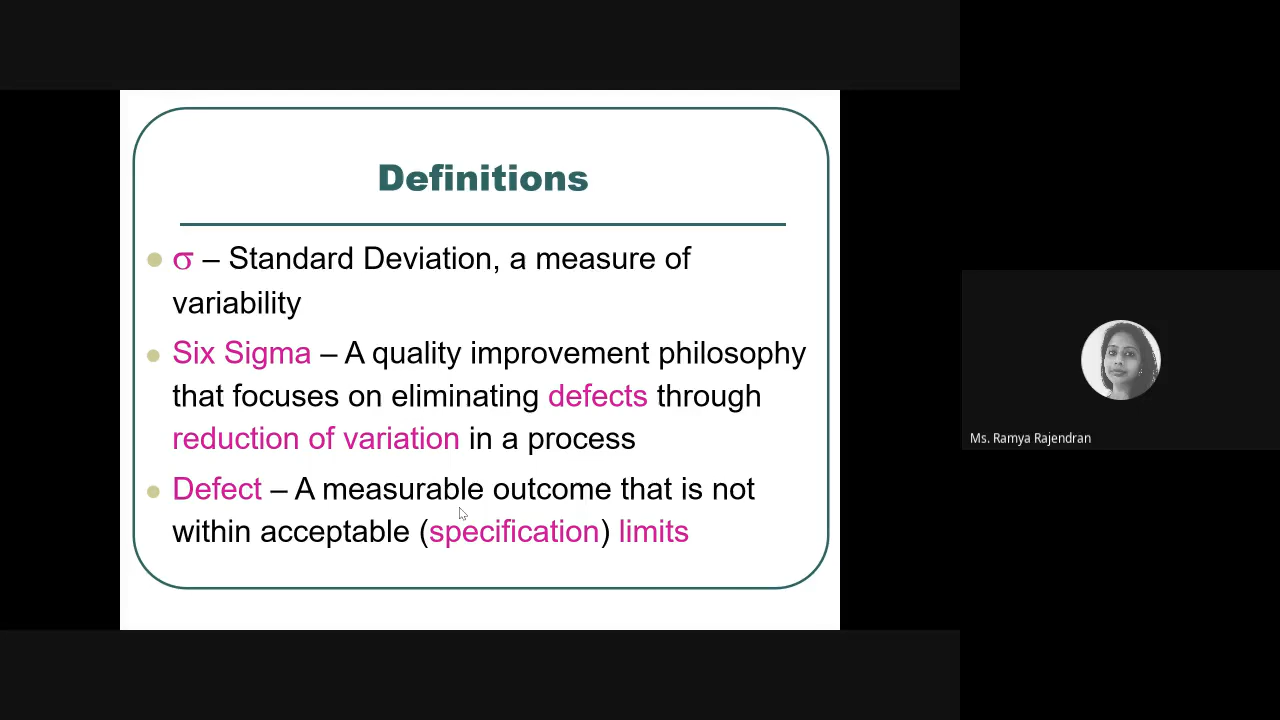 Definitions
σ – Standard Deviation, a measure of
variability
Six Sigma – A quality improvement philosophy
that focuses on eliminating defects through
reduction of variation in a process
Defect – A measurable outcome that is not
within acceptable (specification) limits
Ms. Ramya Rajendran